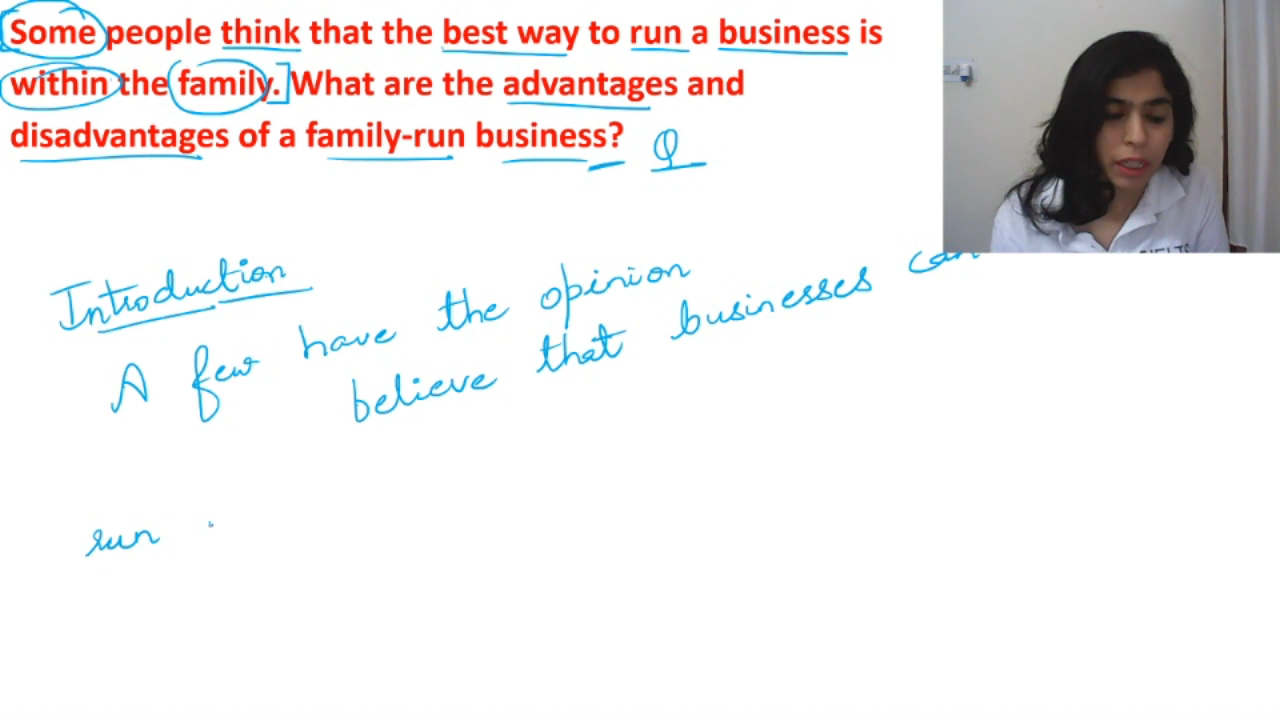 Some people think that the best way to run a business is
within the family. What are the advantages and
disadvantages of a family-run business? Q
Introduction
A few have the opinion
believe that businesses can
run